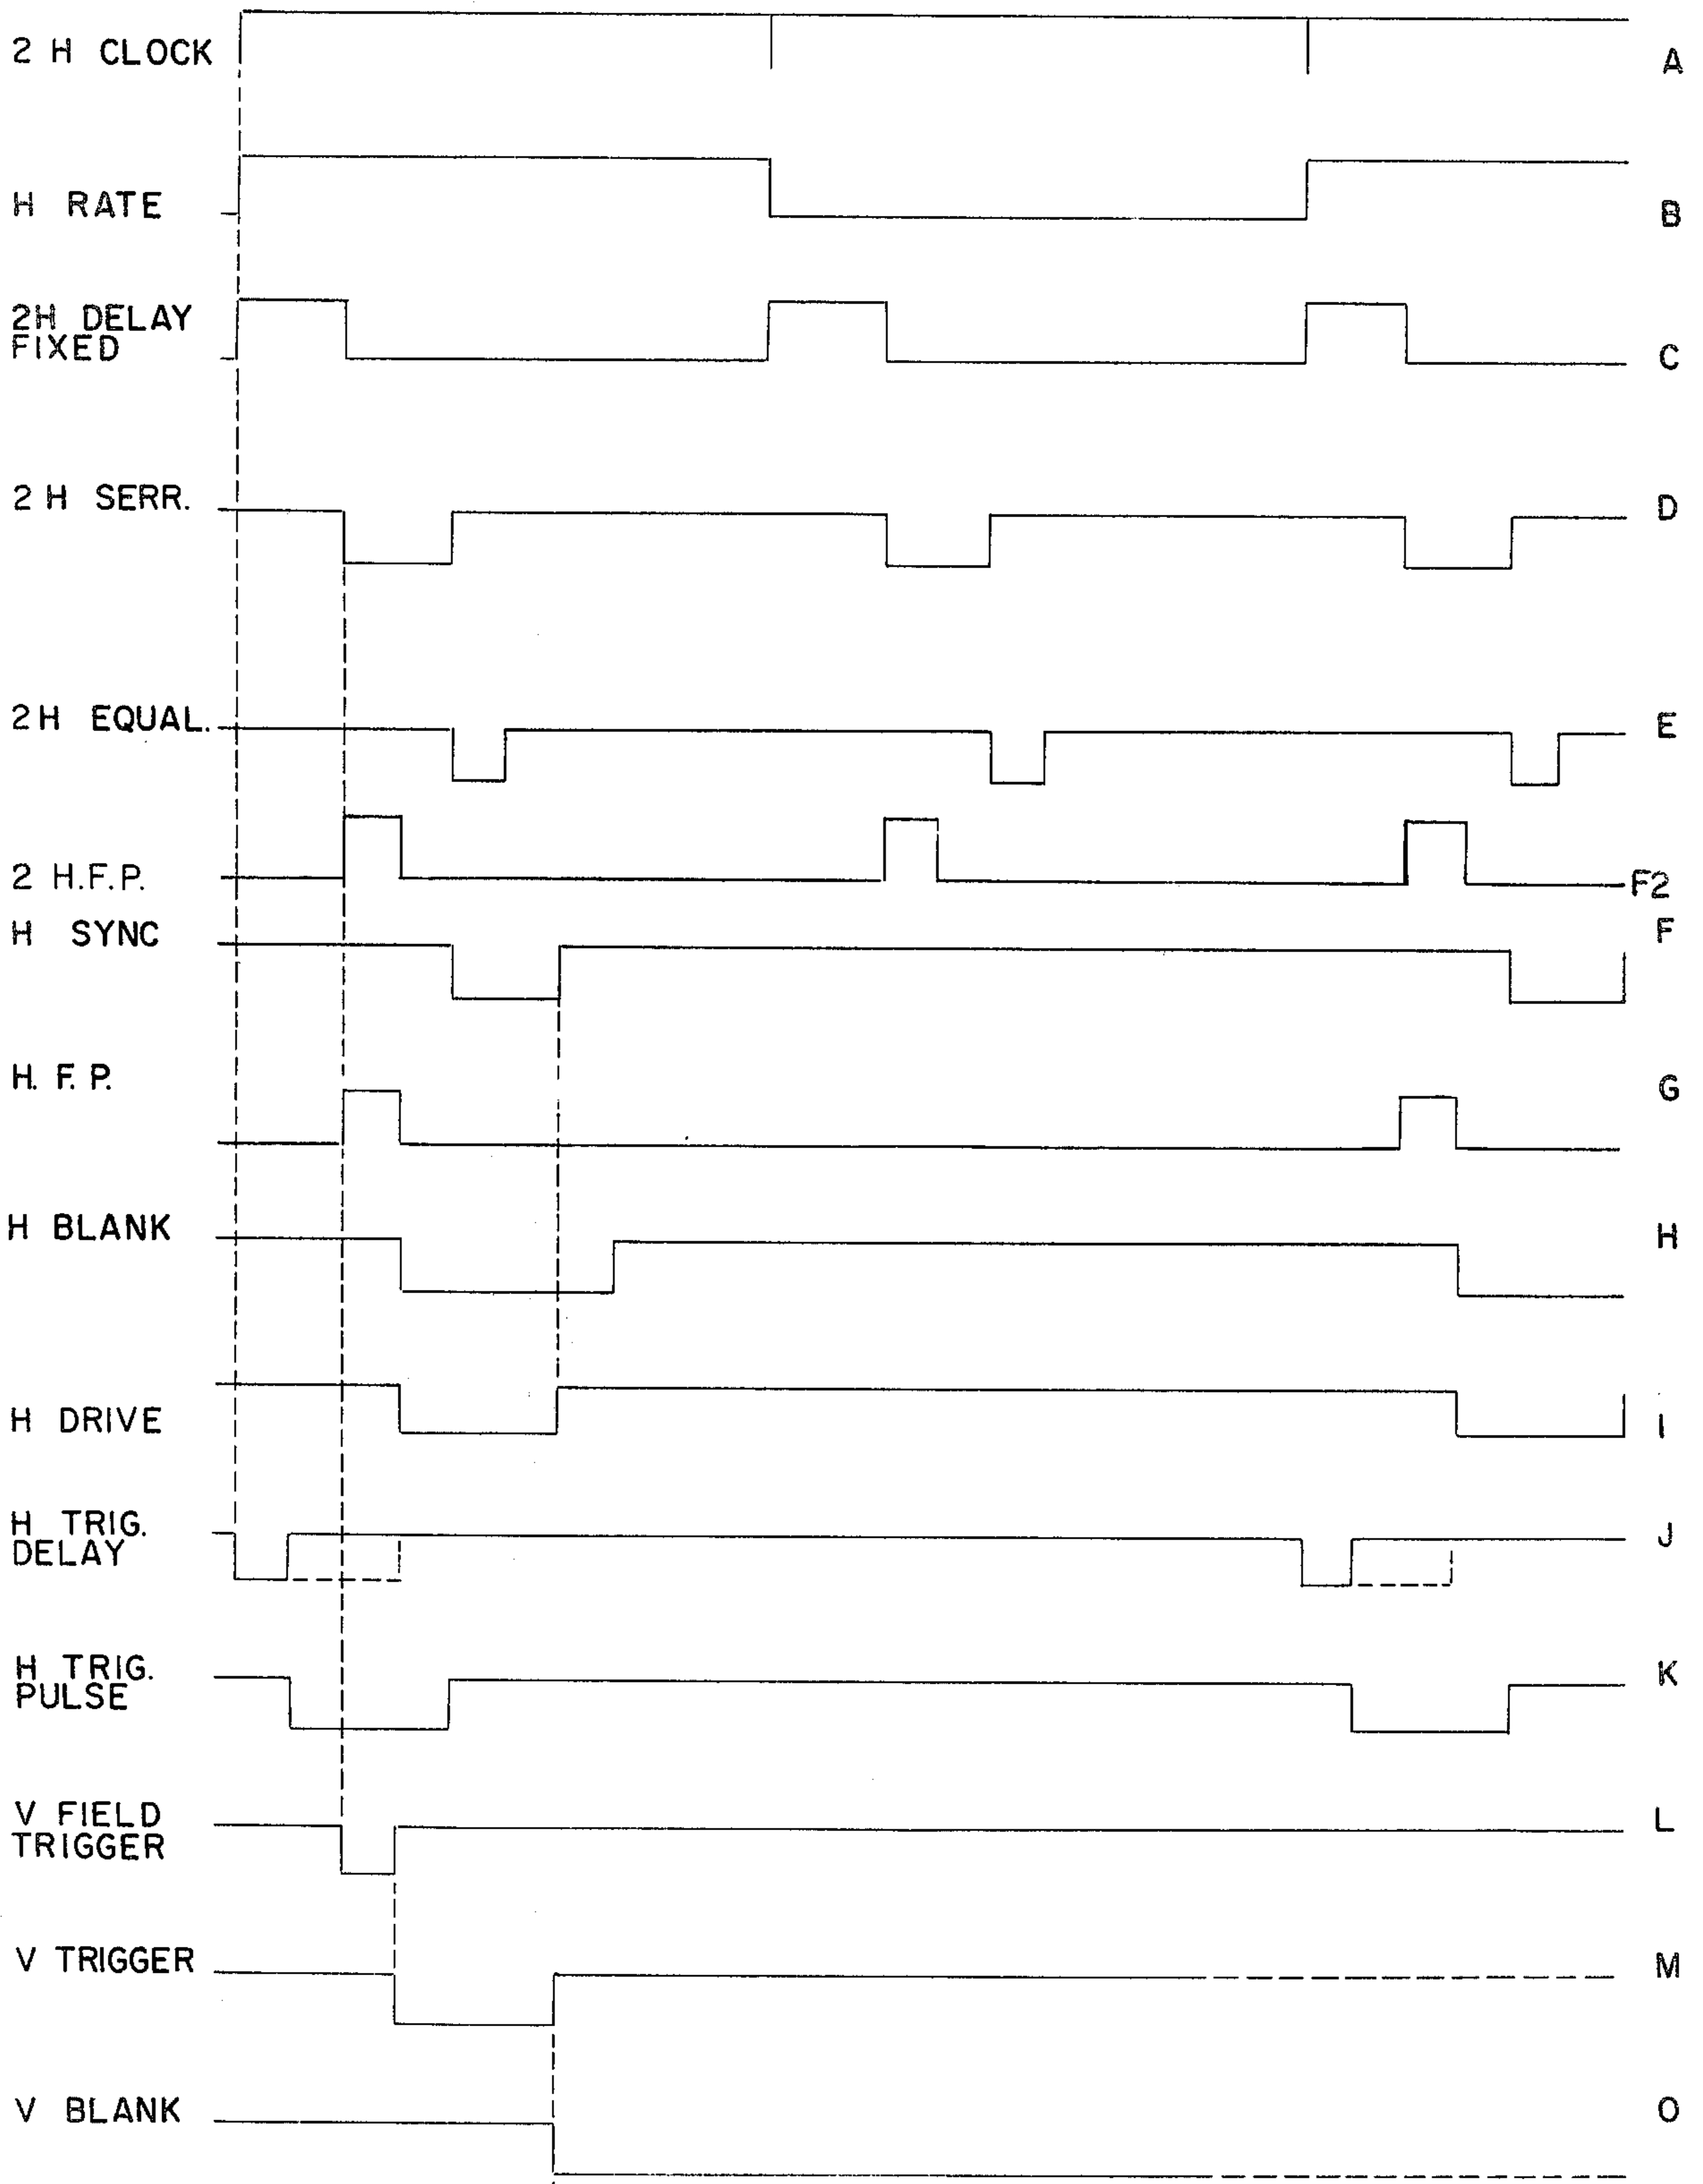 2 H CLOCK A
H RATE B
2H DELAY
FIXED C
2 H SERR. D
2H EQUAL. E
2 H.F.P. F2
H SYNC F
H. F. P. G
H BLANK H
H DRIVE I
H TRIG.
DELAY J
H TRIG.
PULSE K
V FIELD
TRIGGER L
V TRIGGER M
V BLANK O